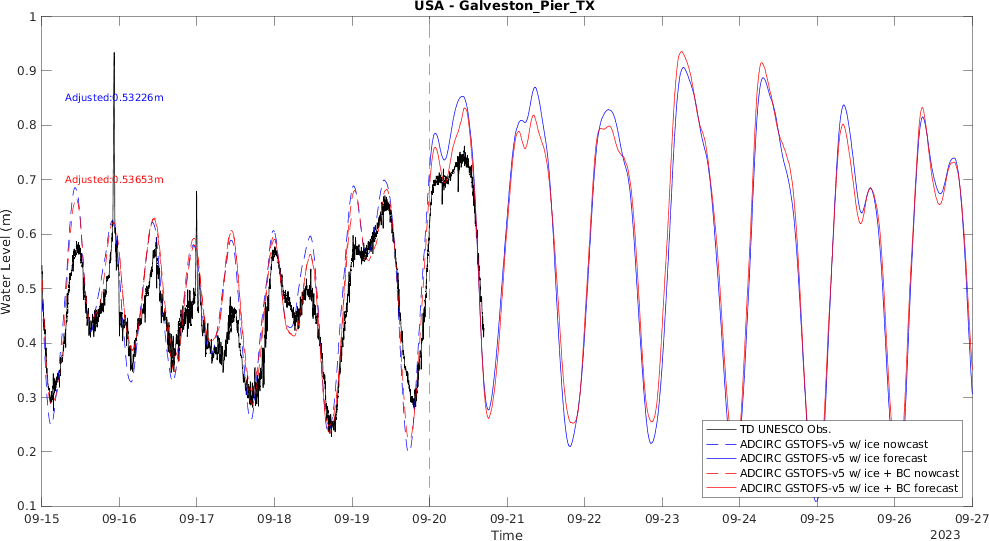 USA - Galveston_Pier_TX
1
0.9
0.8
0.7
0.6
0.5
0.4
0.3
0.2
0.1
Water Level (m)
Adjusted:0.53226m
Adjusted:0.53653m
TD UNESCO Obs.
ADCIRC GSTOFS-v5 w/ ice nowcast
ADCIRC GSTOFS-v5 w/ ice forecast
ADCIRC GSTOFS-v5 w/ ice + BC nowcast
ADCIRC GSTOFS-v5 w/ ice + BC forecast
09-15 09-16 09-17 09-18 09-19 09-20 09-21 09-22 09-23 09-24 09-25 09-26 09-27
Time
2023